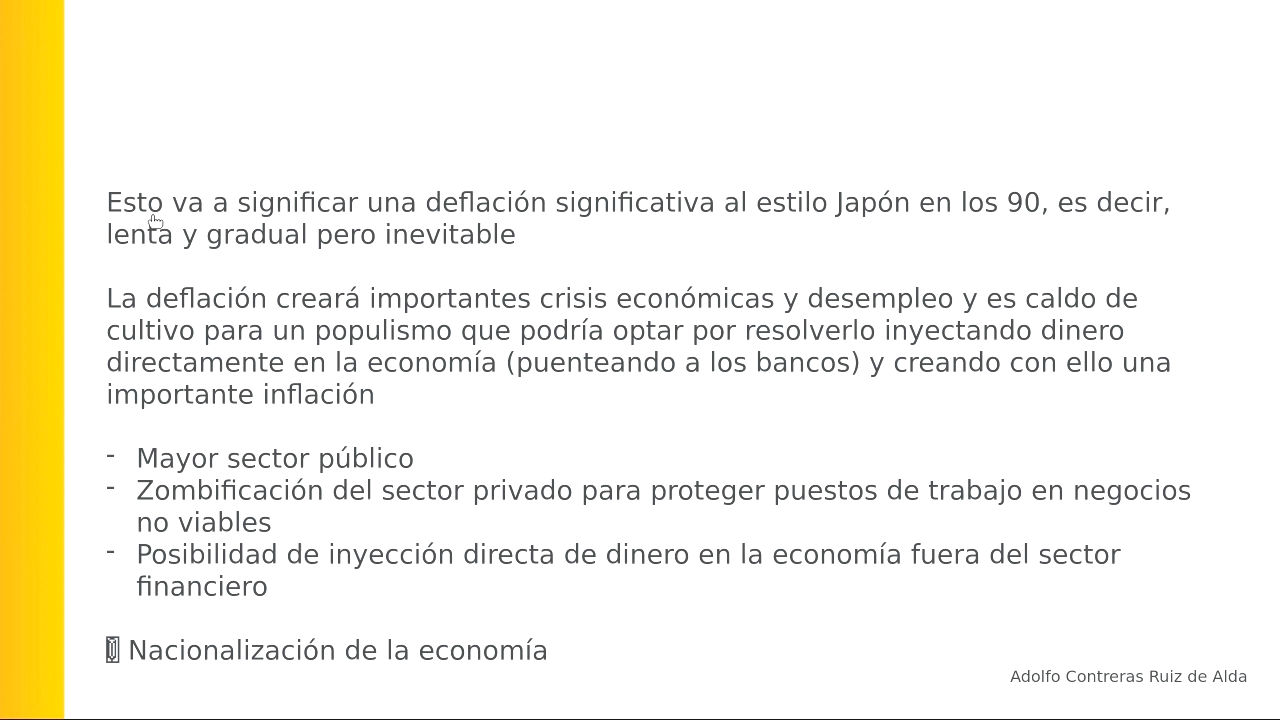 Esto va a significar una deflación significativa al estilo Japón en los 90, es decir,
lenta y gradual pero inevitable
La deflación creará importantes crisis económicas y desempleo y es caldo de
cultivo para un populismo que podría optar por resolverlo inyectando dinero
directamente en la economía (puenteando a los bancos) y creando con ello una
importante inflación
- Mayor sector público
- Zombificación del sector privado para proteger puestos de trabajo en negocios
no viables
- Posibilidad de inyección directa de dinero en la economía fuera del sector
financiero
Nacionalización de la economía
Adolfo Contreras Ruiz de Alda